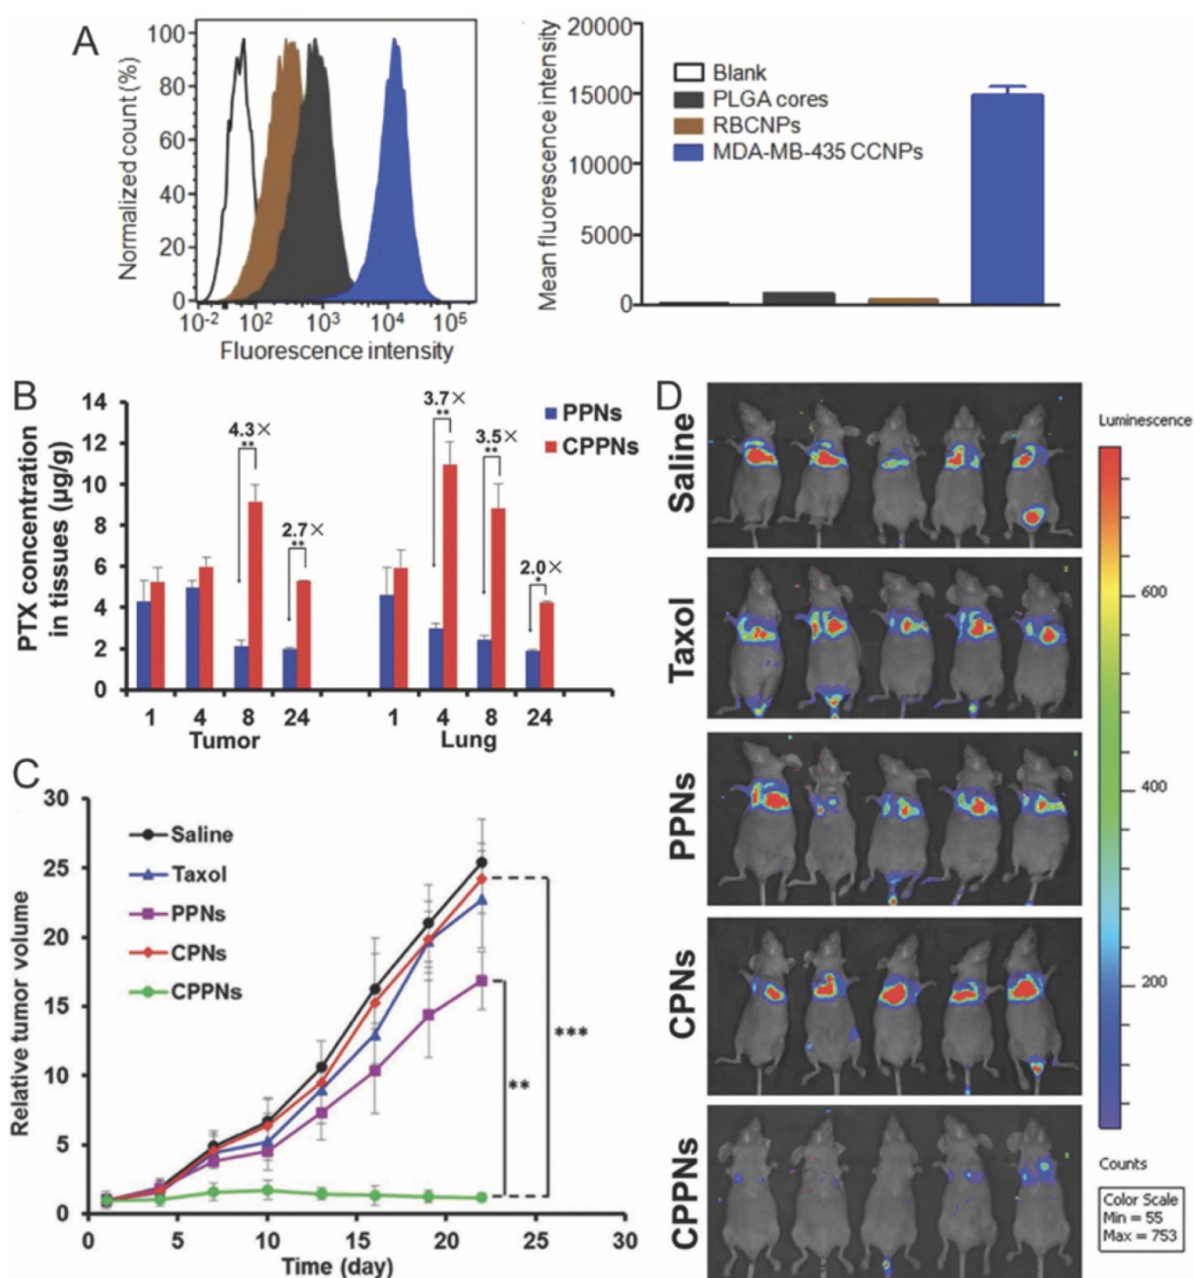 A
Normalized count (%)
100
80
60
40
20
0
10-2
102
103
104
105
Fluorescence intensity
Mean fluorescence intensity
20000
15000
10000
5000
0
Blank
PLGA cores
RBCNPs
MDA-MB-435 CCNPs
B
PTX concentration
in tissues (µg/g)
14
12
10
8
6
4
2
0
4.3×
**
2.7×
**
3.7×
**
3.5×
**
2.0×
*
PPNs
CPPNs
1 4 8 24
1 4 8 24
Tumor
Lung
C
Relative tumor volume
30
25
20
15
10
5
0
Saline
Taxol
PPNs
CPNs
CPPNs
**
***
0 5 10 15 20 25 30
Time (day)
D
Saline
Taxol
PPNs
CPNs
CPPNs
Luminescence
600
400
200
Counts
Color Scale
Min = 55
Max = 753